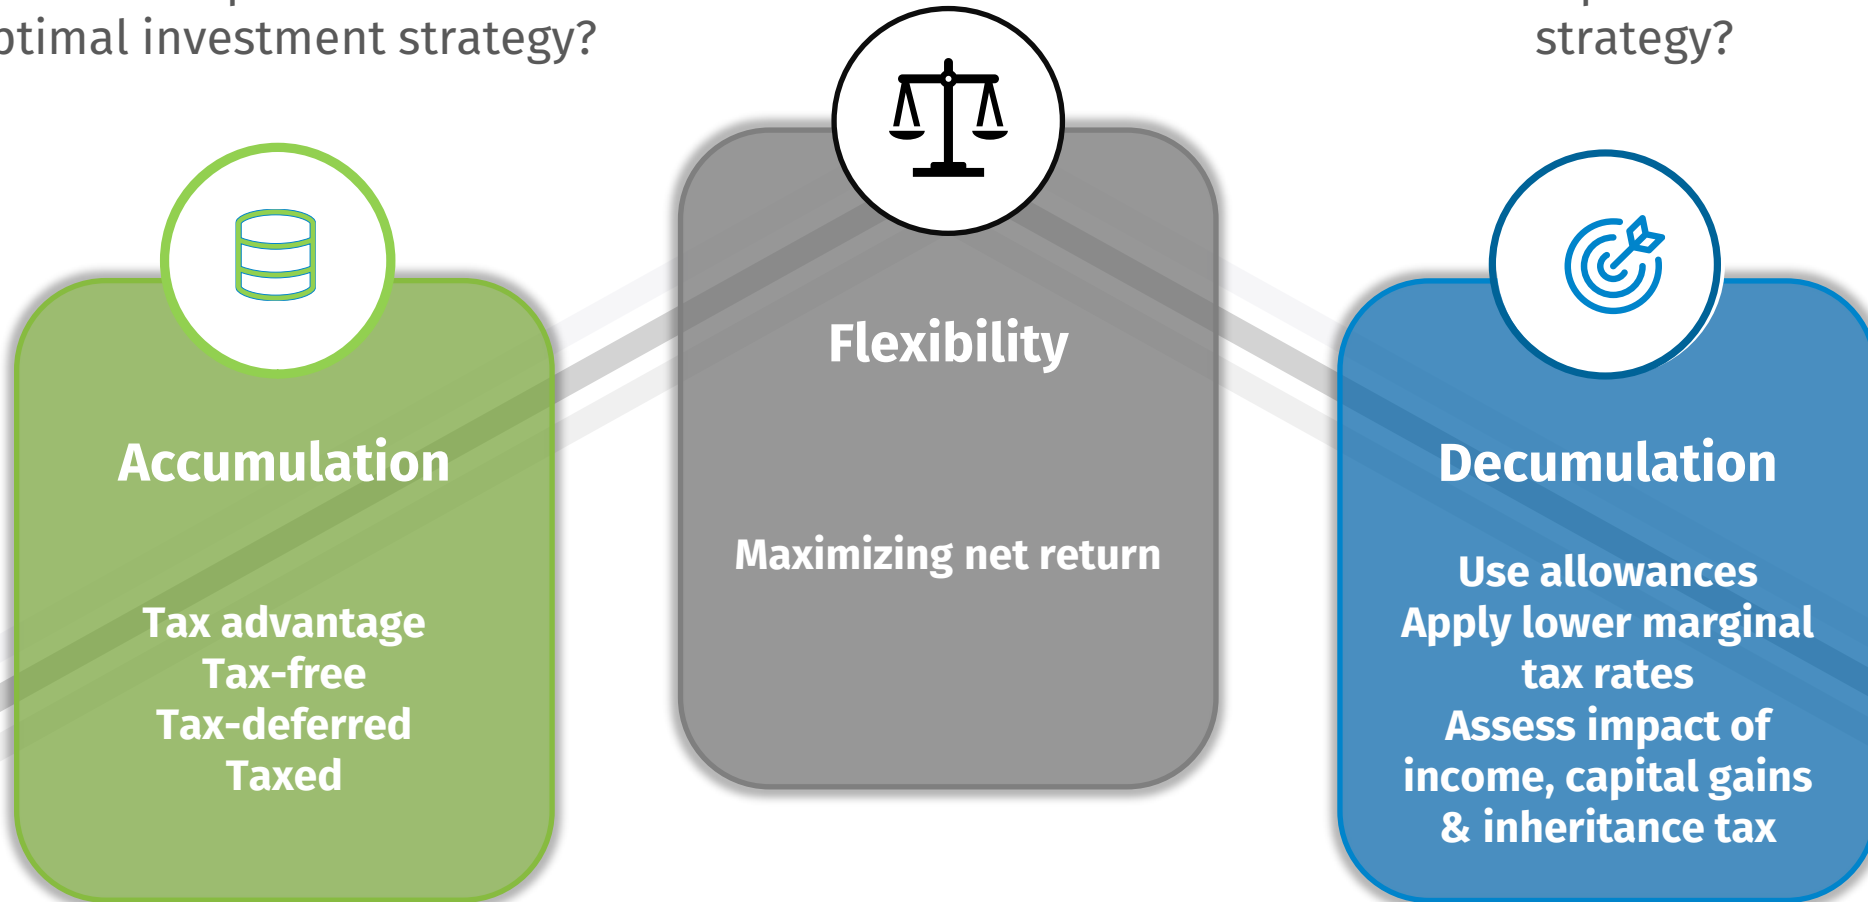 optimal investment strategy?
strategy?
Flexibility
Maximizing net return
Accumulation
Tax advantage
Tax-free
Tax-deferred
Taxed
Decumulation
Use allowances
Apply lower marginal
tax rates
Assess impact of
income, capital gains
& inheritance tax